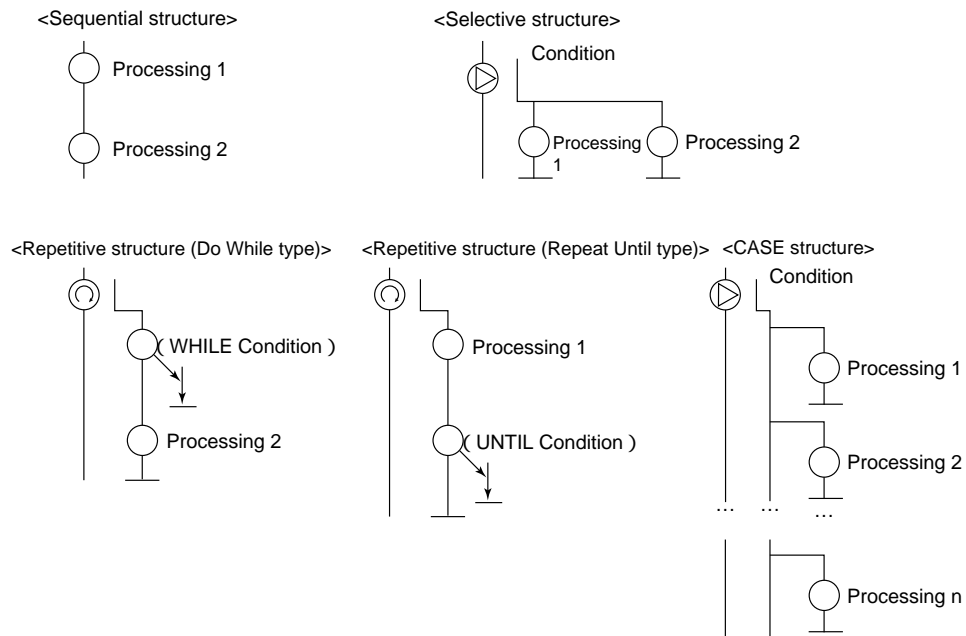 <Sequential structure>
Processing 1
Processing 2
<Selective structure>
Condition
Processing
1
Processing 2
<Repetitive structure (Do While type)>
( WHILE Condition )
Processing 2
<Repetitive structure (Repeat Until type)>
Processing 1
( UNTIL Condition )
<CASE structure>
Condition
Processing 1
Processing 2
... ... ...
Processing n